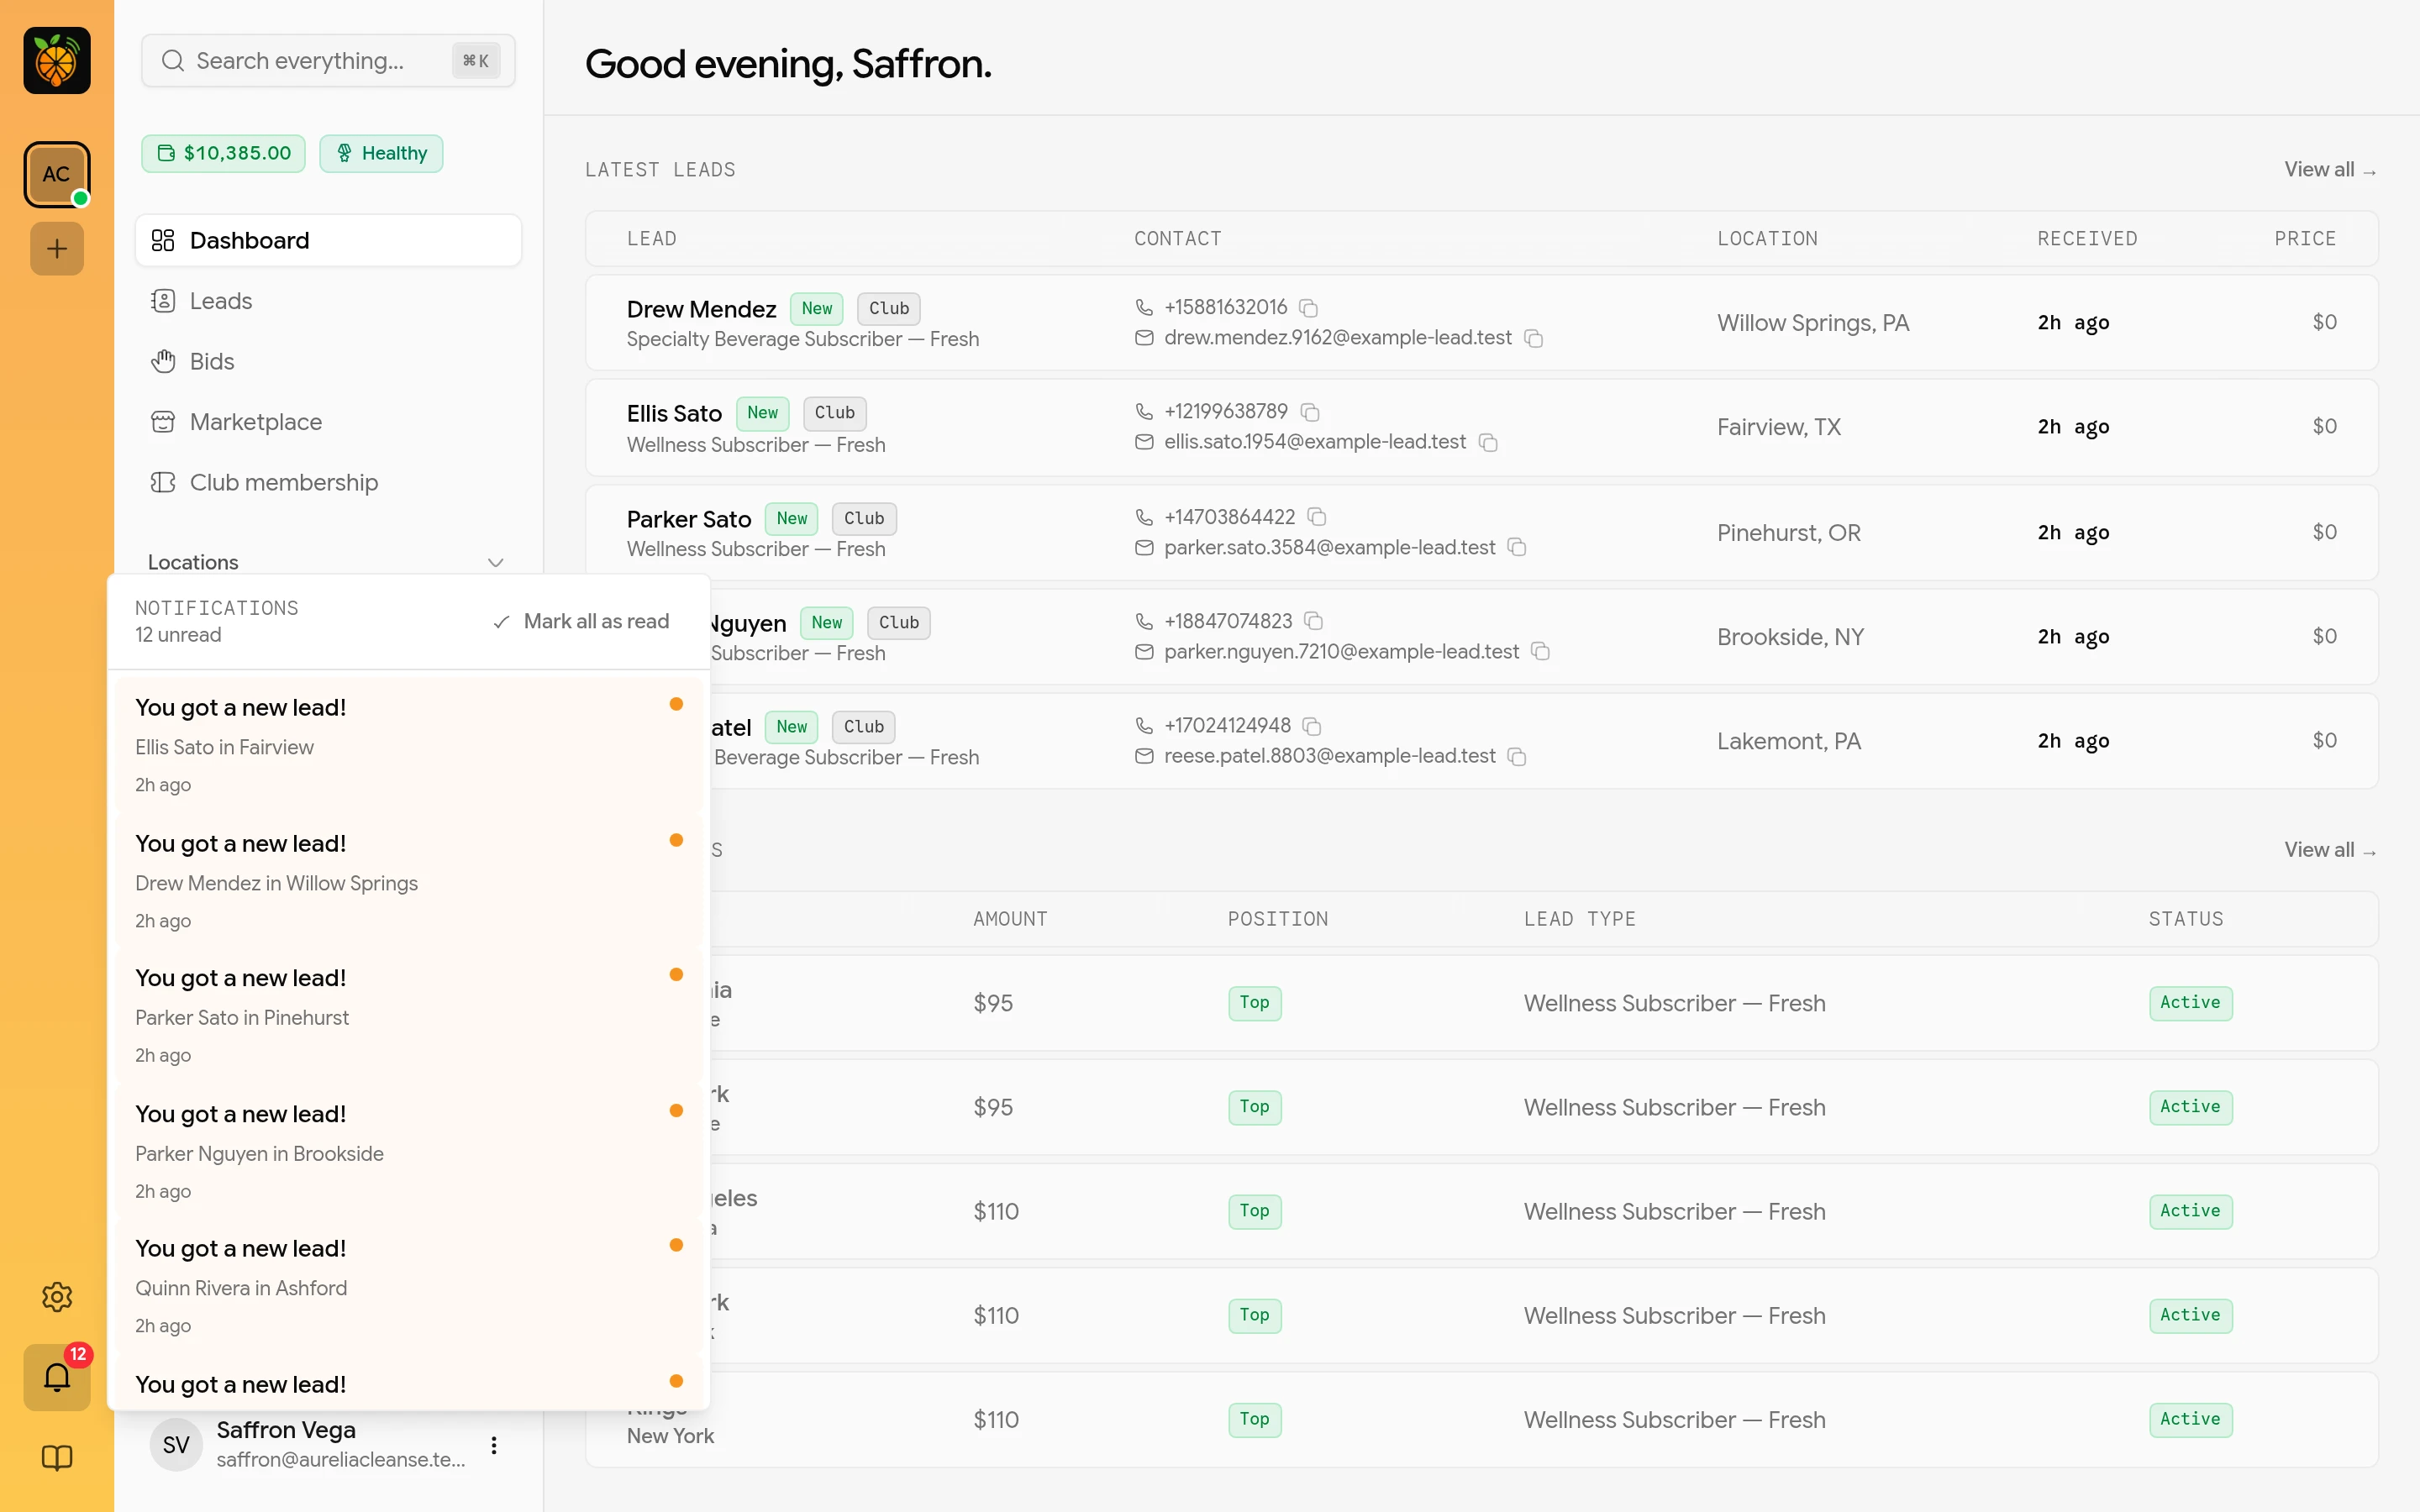 Search everything...
⌘K
AC
$10,385.00
Healthy
Dashboard
Leads
Bids
Marketplace
Club membership
Locations
NOTIFICATIONS
12 unread
Mark all as read
You got a new lead!
Ellis Sato in Fairview
2h ago
You got a new lead!
Drew Mendez in Willow Springs
2h ago
You got a new lead!
Parker Sato in Pinehurst
2h ago
You got a new lead!
Parker Nguyen in Brookside
2h ago
You got a new lead!
Quinn Rivera in Ashford
2h ago
You got a new lead!
12
SV
Saffron Vega
saffron@aureliacleanse.te...
Good evening, Saffron.
LATEST LEADS
View all →
LEAD CONTACT LOCATION RECEIVED PRICE
Drew Mendez New Club
Specialty Beverage Subscriber — Fresh
+15881632016
drew.mendez.9162@example-lead.test
Willow Springs, PA
2h ago
$0
Ellis Sato New Club
Wellness Subscriber — Fresh
+12199638789
ellis.sato.1954@example-lead.test
Fairview, TX
2h ago
$0
Parker Sato New Club
Wellness Subscriber — Fresh
+14703864422
parker.sato.3584@example-lead.test
Pinehurst, OR
2h ago
$0
Nguyen New Club
Subscriber — Fresh
+18847074823
parker.nguyen.7210@example-lead.test
Brookside, NY
2h ago
$0
atel New Club
Beverage Subscriber — Fresh
+17024124948
reese.patel.8803@example-lead.test
Lakemont, PA
2h ago
$0
View all →
AMOUNT POSITION LEAD TYPE STATUS
$95 Top Wellness Subscriber — Fresh Active
$95 Top Wellness Subscriber — Fresh Active
geles
$110 Top Wellness Subscriber — Fresh Active
$110 Top Wellness Subscriber — Fresh Active
New York
$110 Top Wellness Subscriber — Fresh Active